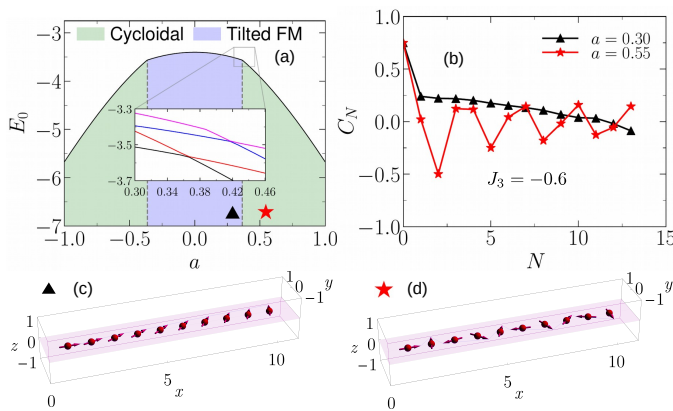 Cycloidal Tilted FM
(a)
−3
−4
−5
−6
−7
E₀
−3.3
−3.5
−3.7
0.30 0.34 0.38 0.42 0.46
−1.0 −0.5 0.0 0.5 1.0
a
1.0
0.5
0.0
−0.5
−1.0
C_N
(b)
a = 0.30
a = 0.55
J₃ = −0.6
0 5 10 15
N
(c)
1
0
−1
z
0
5
10
x
1
0
−1
y
(d)
1
0
−1
z
0
5
10
x
1
0
−1
y